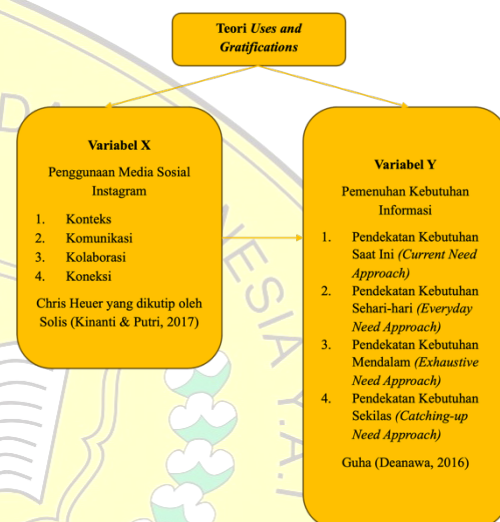 Teori Uses and
Gratifications
Variabel X
Penggunaan Media Sosial
Instagram
1. Konteks
2. Komunikasi
3. Kolaborasi
4. Koneksi
Chris Heuer yang dikutip oleh
Solis (Kinanti & Putri, 2017)
Variabel Y
Pemenuhan Kebutuhan
Informasi
1. Pendekatan Kebutuhan
Saat Ini (Current Need
Approach)
2. Pendekatan Kebutuhan
Sehari-hari (Everyday
Need Approach)
3. Pendekatan Kebutuhan
Mendalam (Exhaustive
Need Approach)
4. Pendekatan Kebutuhan
Sekilas (Catching-up
Need Approach)
Guha (Deanawa, 2016)
NESIA Y.A.I